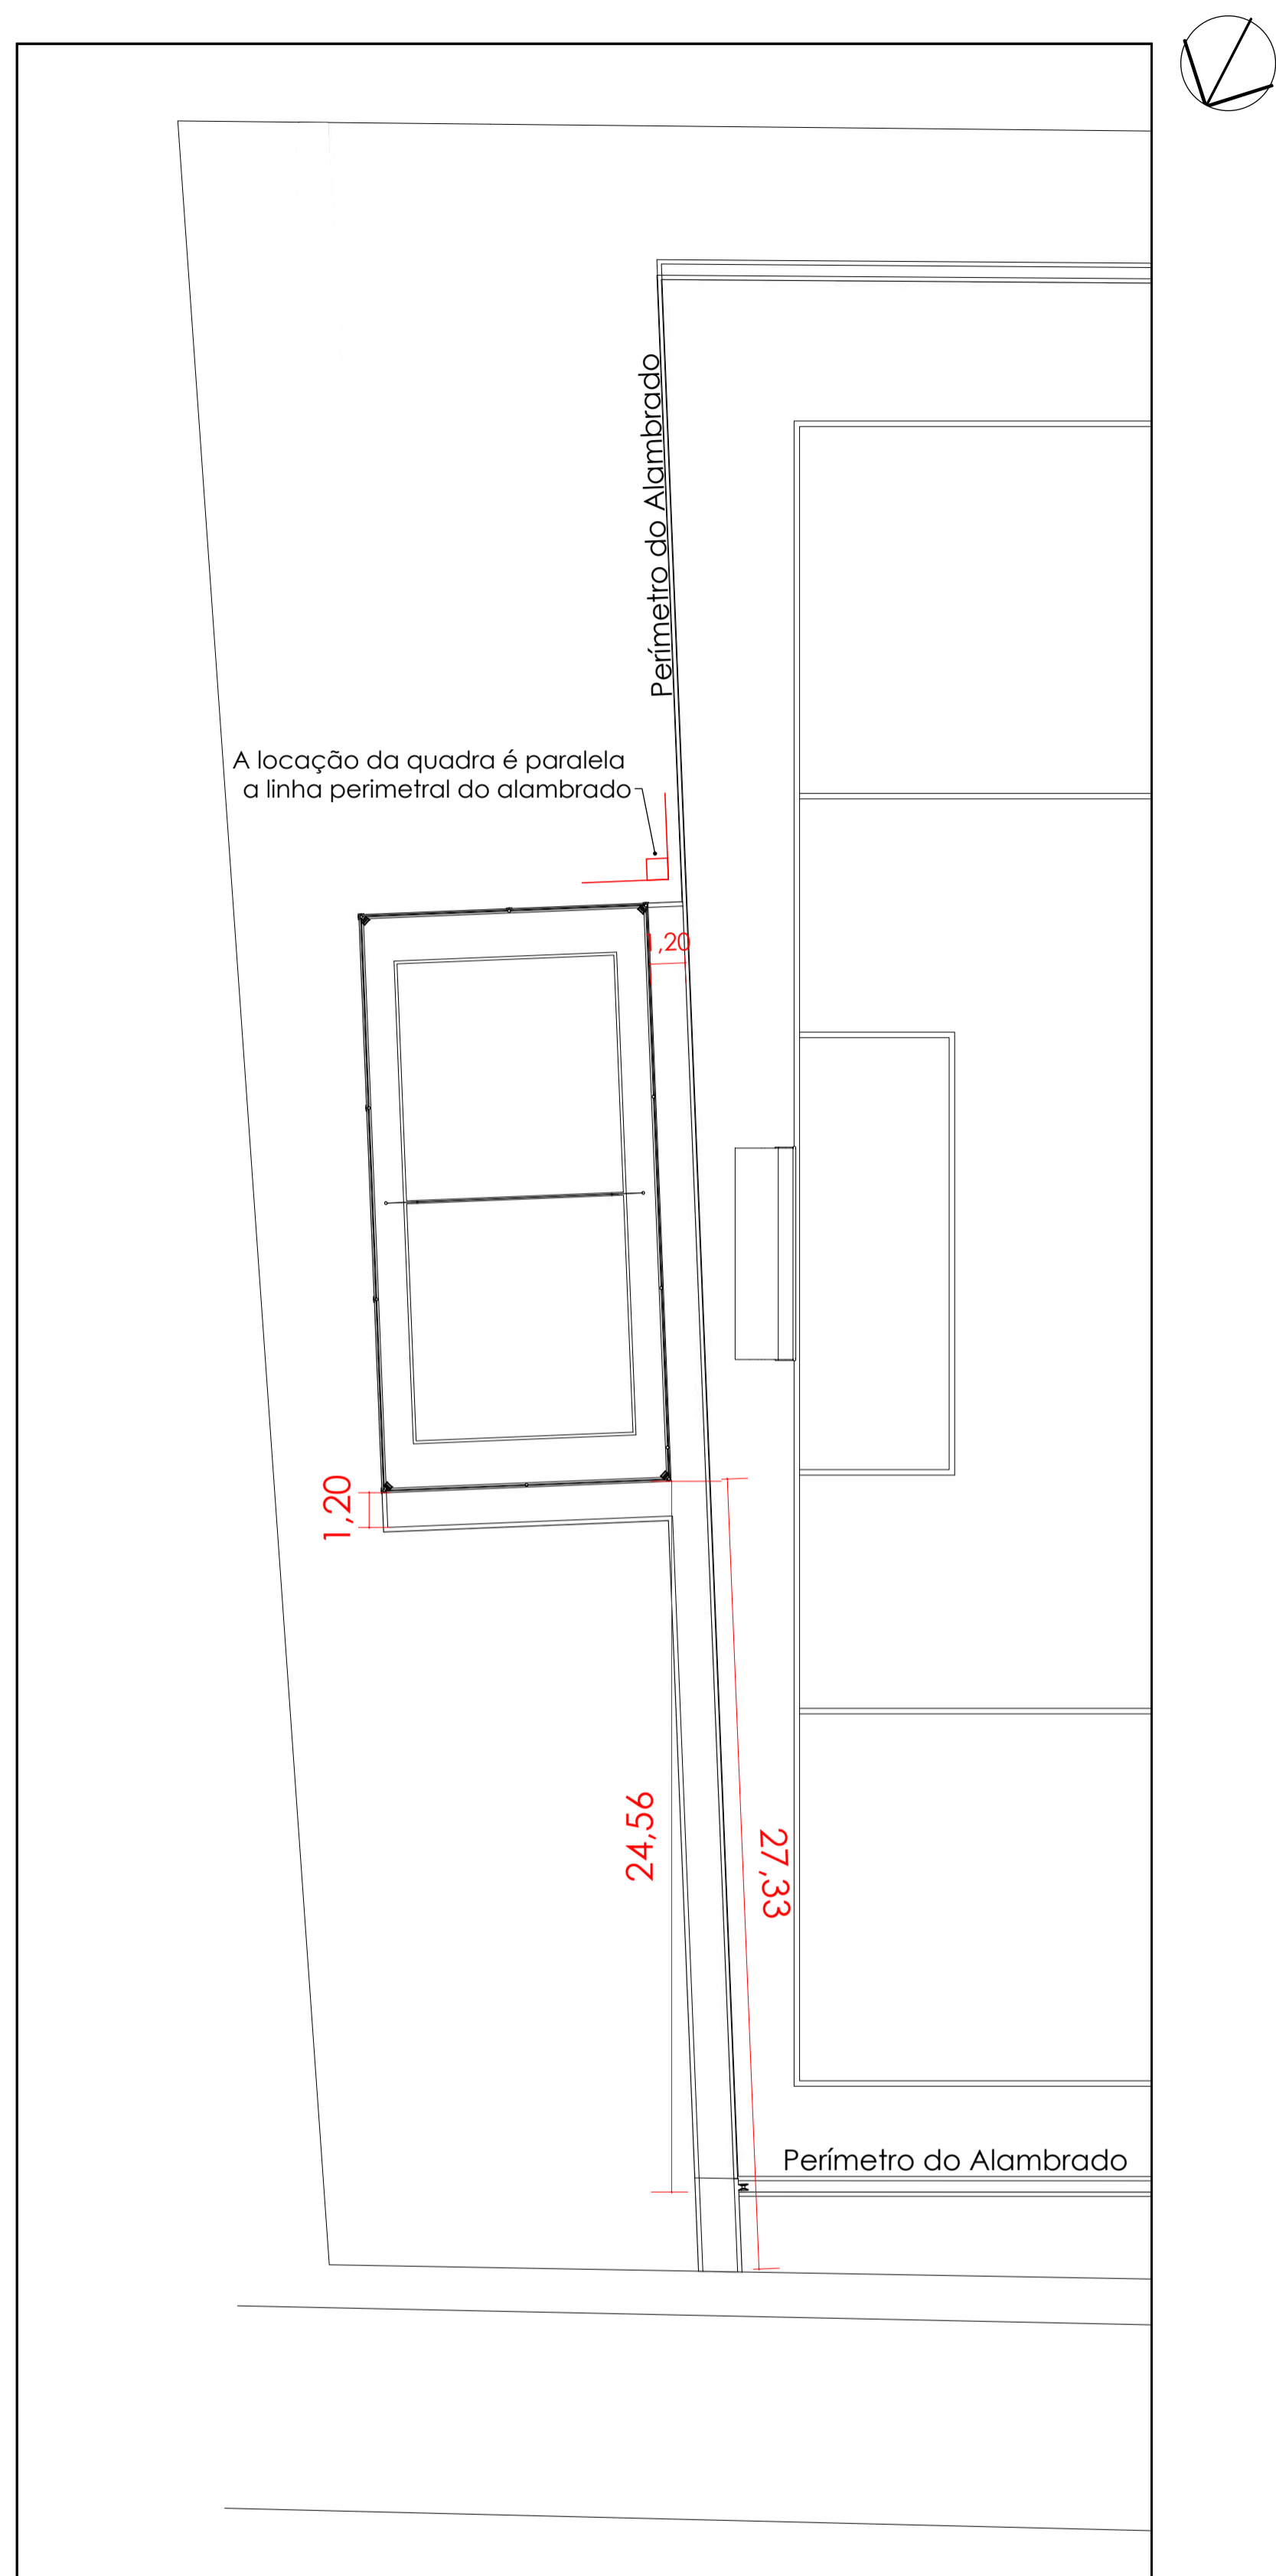 Perímetro do Alambrado
A locação da quadra é paralela
a linha perimetral do alambrado
1,20
1,20
24,56
27,33
Perímetro do Alambrado